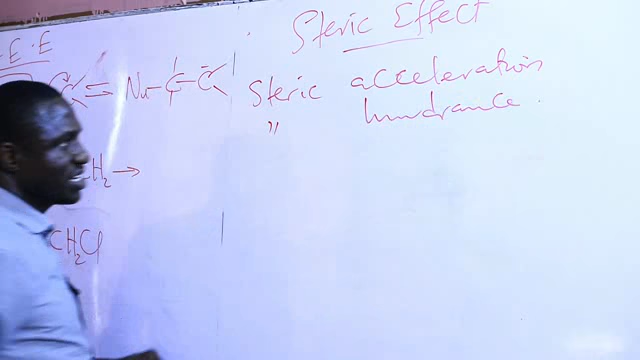 Steric Effect
E.E
Nu-C-C
Steric acceleration
" hindrance.
H₂ →
CH₂Cl